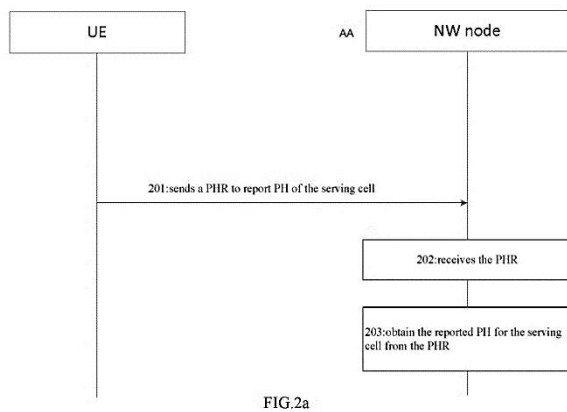 UE
AA
NW node
201:sends a PHR to report PH of the serving cell
202:receives the PHR
203:obtain the reported PH for the serving
cell from the PHR
FIG.2a